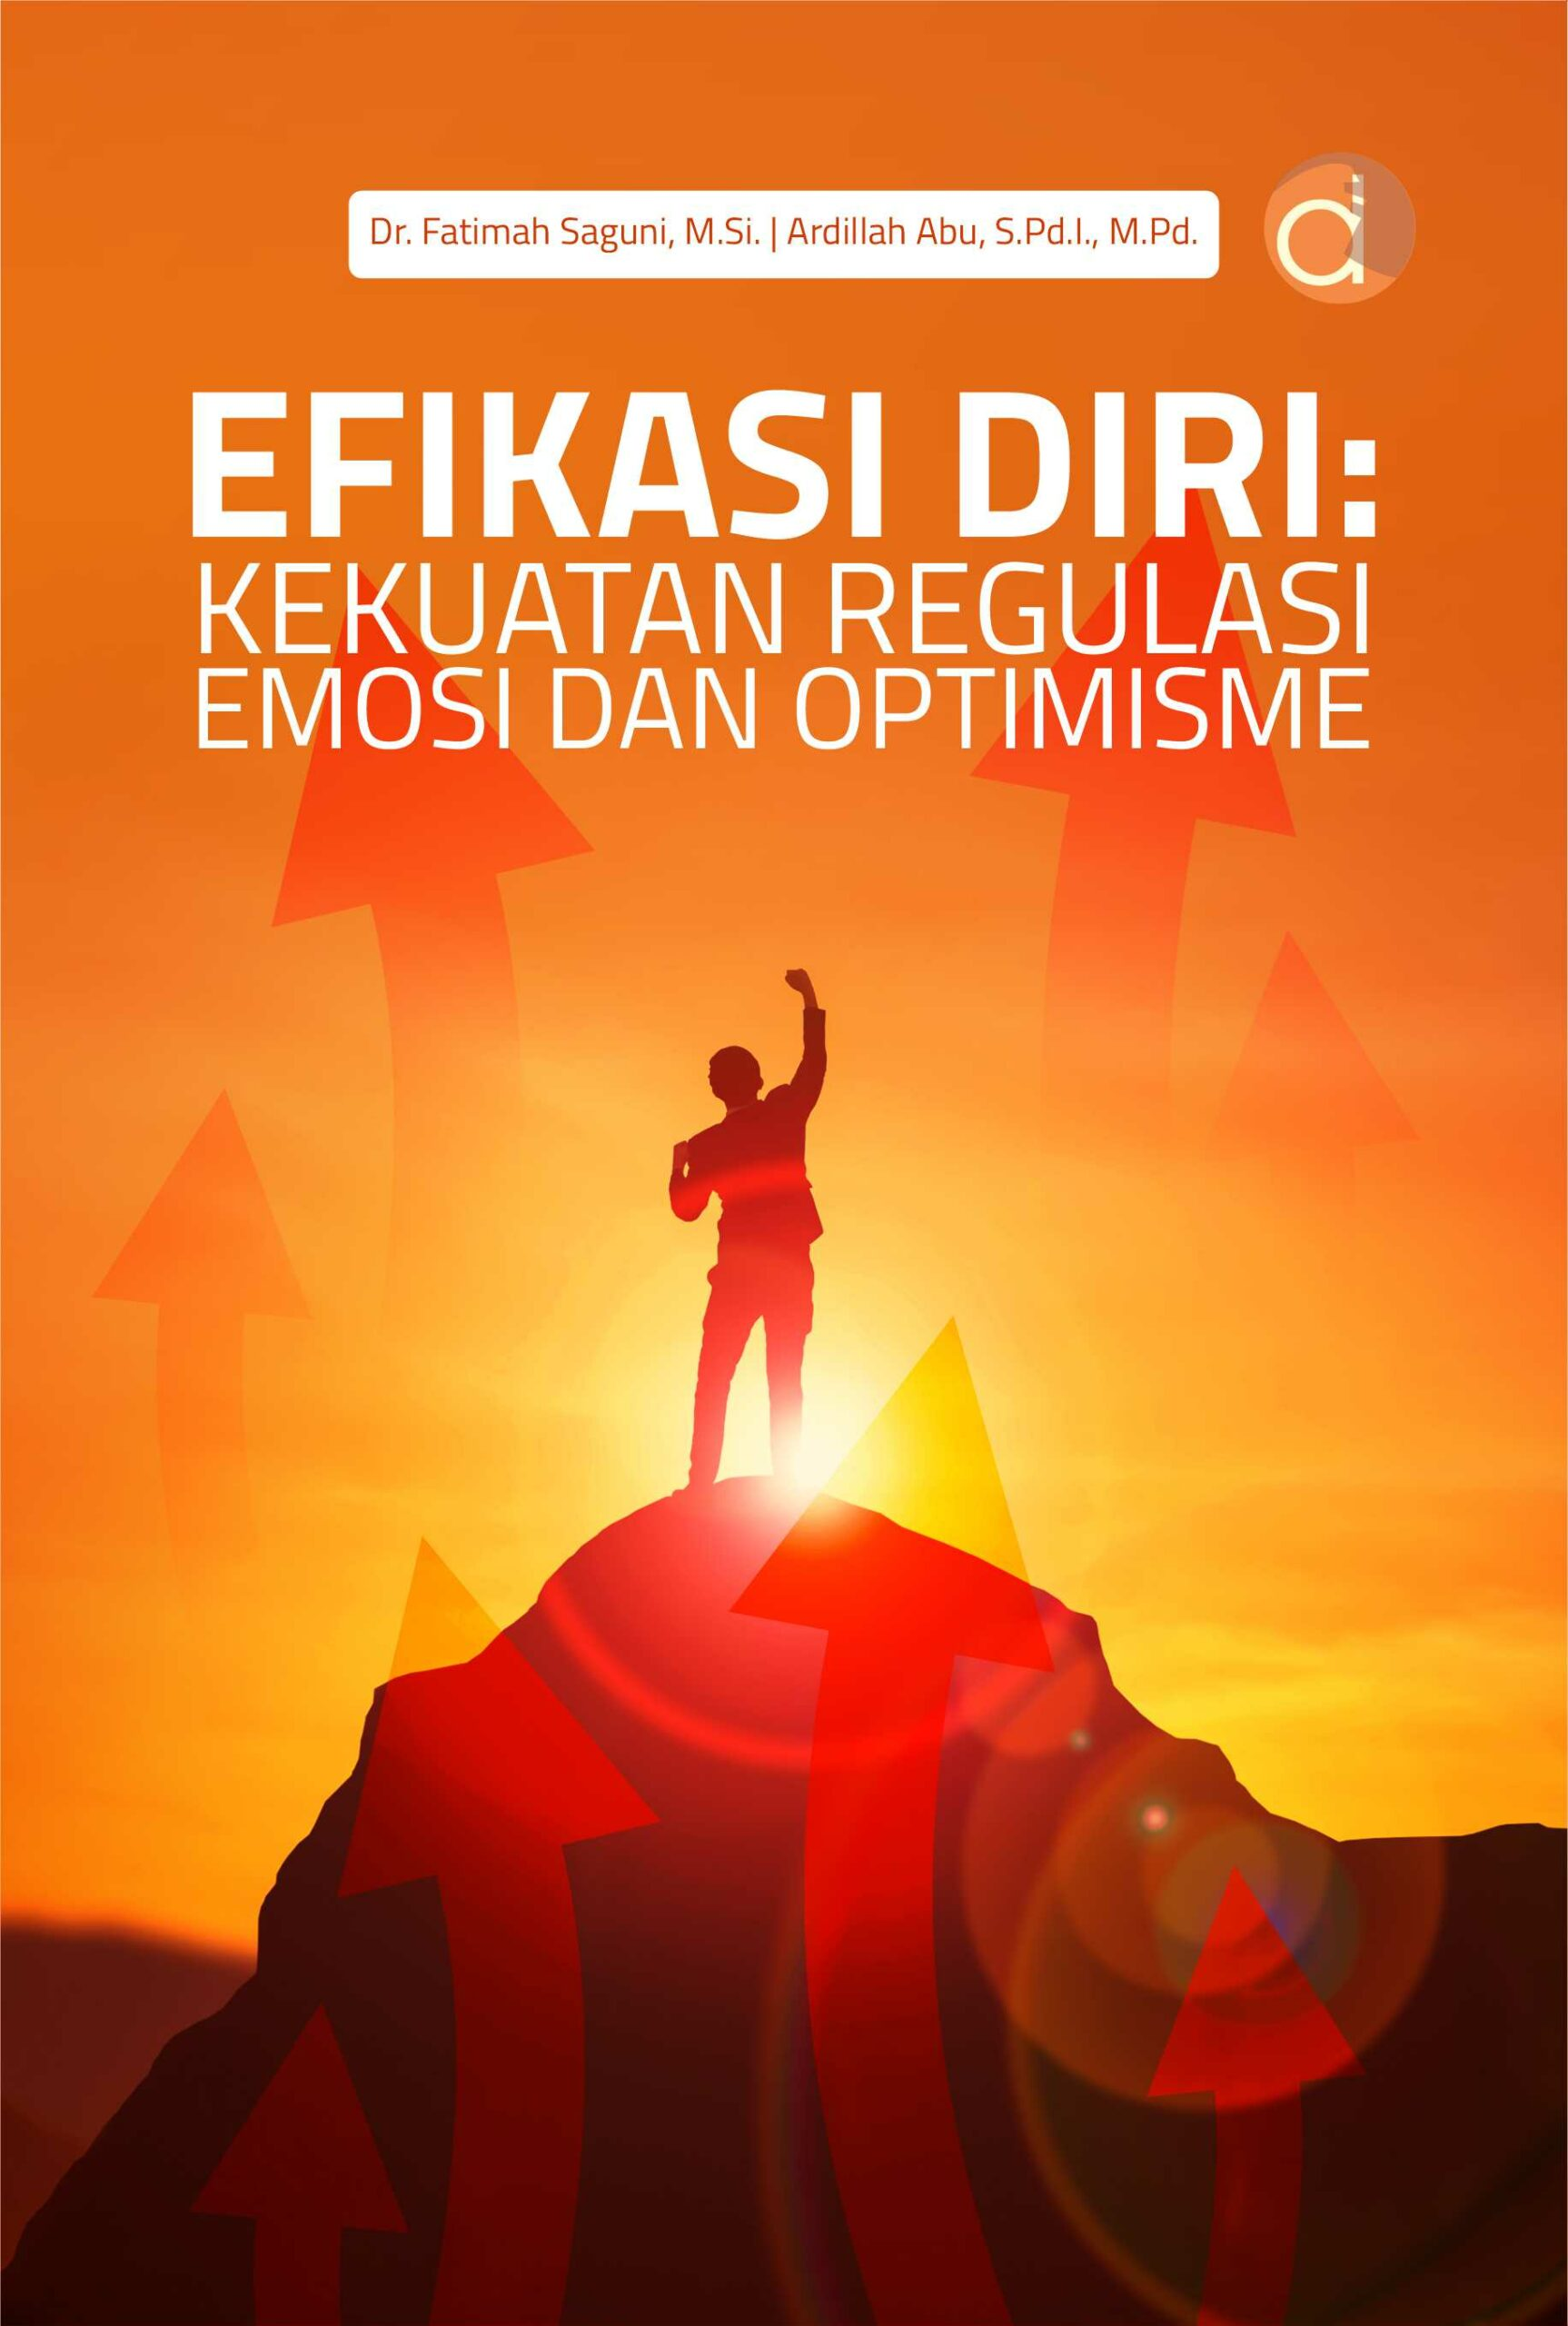 Dr. Fatimah Saguni, M.Si. | Ardillah Abu, S.Pd.I., M.Pd.
d
EFIKASI DIRI:
KEKUATAN REGULASI
EMOSI DAN OPTIMISME